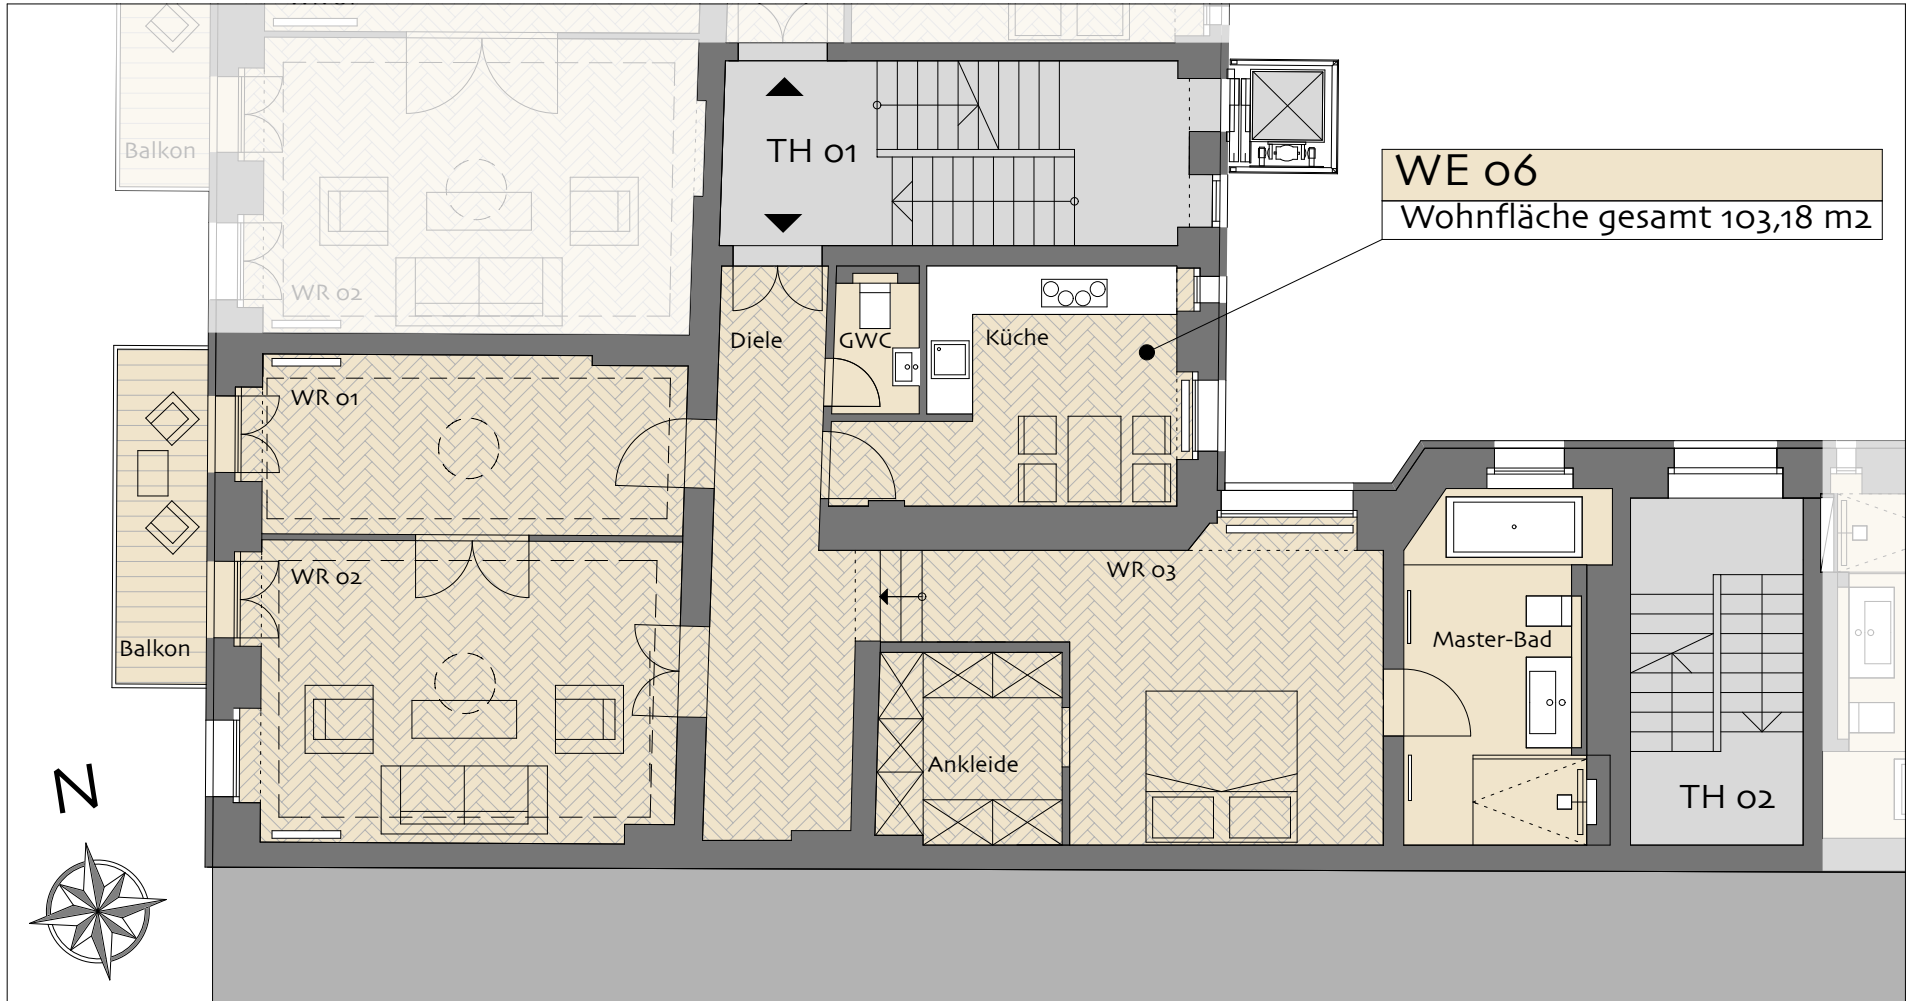 Balkon
WR 02
TH 01
WE 06
Wohnfläche gesamt 103,18 m2
Diele
GWC
Küche
WR 01
WR 02
Balkon
WR 03
Master-Bad
Ankleide
TH 02
N